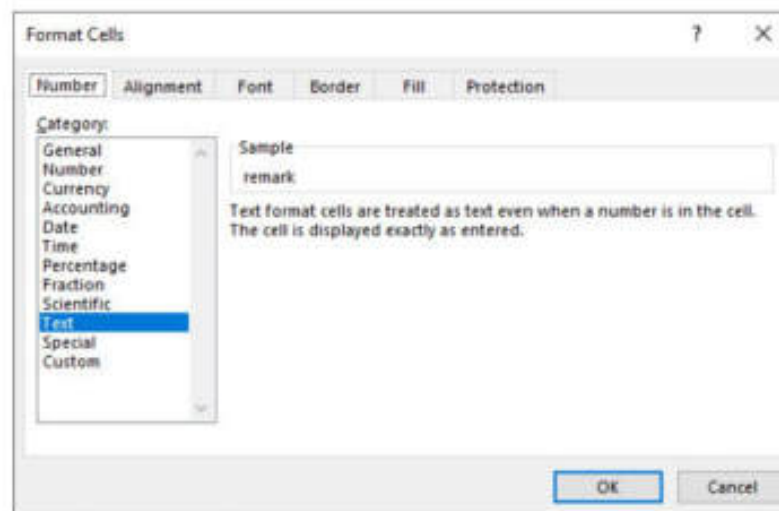 Format Cells ? ×
Number Alignment Font Border Fill Protection
Category:
General
Number
Currency
Accounting
Date
Time
Percentage
Fraction
Scientific
Text
Special
Custom
Sample
remark
Text format cells are treated as text even when a number is in the cell.
The cell is displayed exactly as entered.
OK Cancel